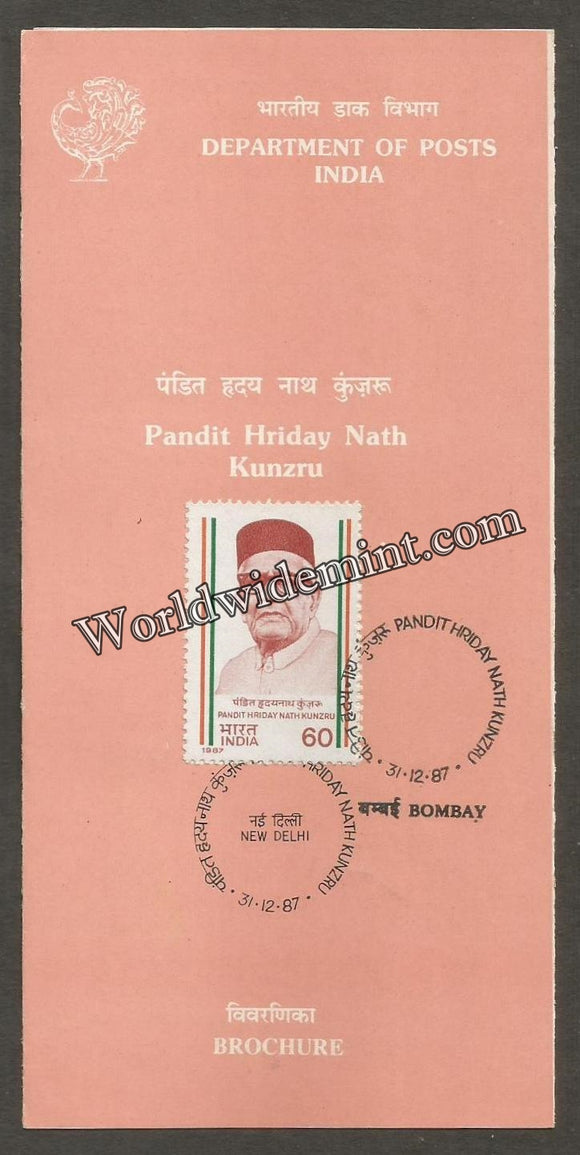 भारतीय डाक विभाग
DEPARTMENT OF POSTS
INDIA
पंडित हृदय नाथ कुंज़रू
Pandit Hriday Nath
Kunzru
Worldwidemint.com
पंडित हृदयनाथ कुंज़रू
PANDIT HRIDAY NATH KUNZRU
भारत
INDIA 60
1987
पंडित हृदयनाथ कुंज़रू PANDIT HRIDAY NATH KUNZRU
31·12·87
बम्बई BOMBAY
पंडित हृदयनाथ कुंज़रू HRIDAY NATH KUNZRU
नई दिल्ली
NEW DELHI
31·12·87
विवरणिका
BROCHURE